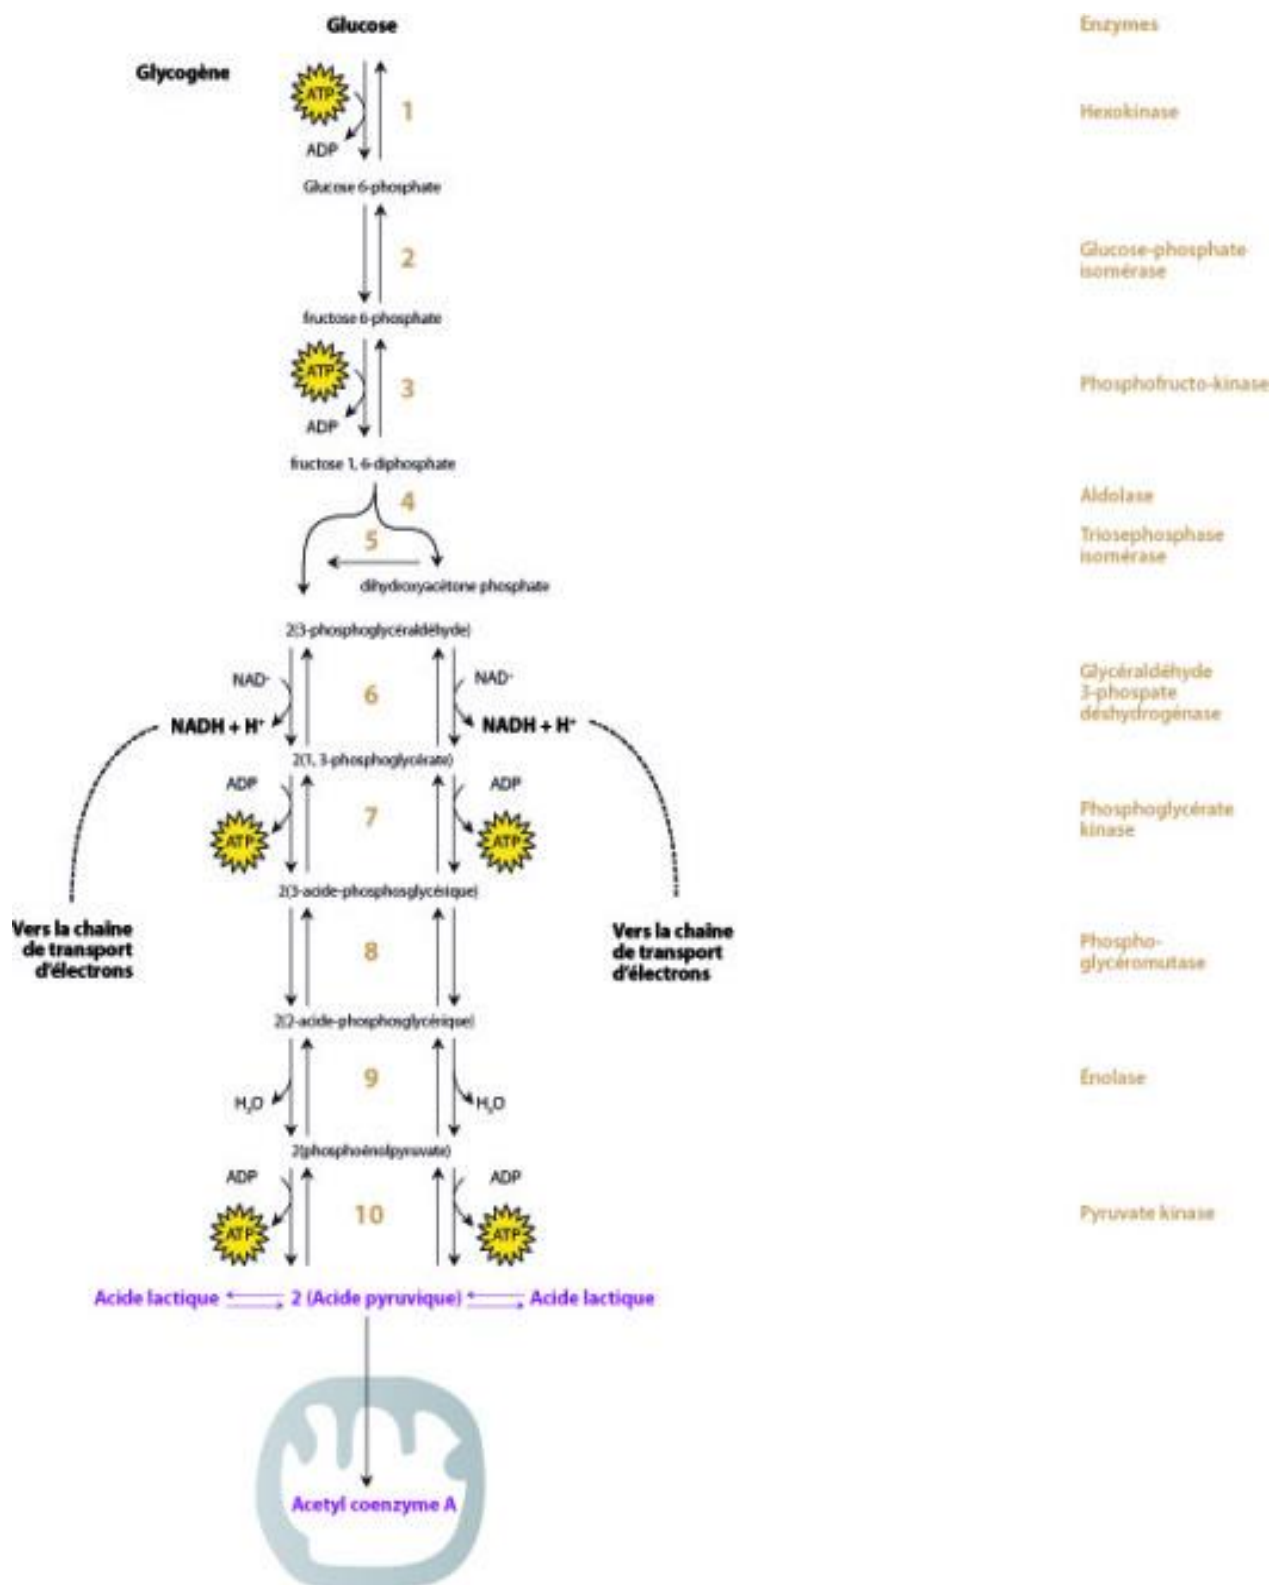 Glucose
Enzymes
Glycogène
ATP
1
Hexokinase
ADP
Glucose 6-phosphate
2
Glucose-phosphate
isomérase
fructose 6-phosphate
ATP
3
Phosphofructo-kinase
ADP
fructose 1, 6-diphosphate
4
Aldolase
5
Triosephosphase
isomérase
dihydroxyacétone phosphate
2(3-phosphoglycéraldéhyde)
NAD⁺
NAD⁺
6
Glycéraldéhyde
3-phospate
déshydrogénase
NADH + H⁺
NADH + H⁺
2(1, 3-phosphoglycérate)
ADP
ADP
7
Phosphoglycérate
kinase
ATP
ATP
2(3-acide-phosphosglycérique)
Vers la chaîne
de transport
d'électrons
8
Vers la chaîne
de transport
d'électrons
Phospho-
glycéromutase
2(2-acide-phosphosglycérique)
9
Énolase
H₂O
H₂O
2(phosphoénolpyruvate)
ADP
ADP
10
Pyruvate kinase
ATP
ATP
Acide lactique
2 (Acide pyruvique)
Acide lactique
Acetyl coenzyme A